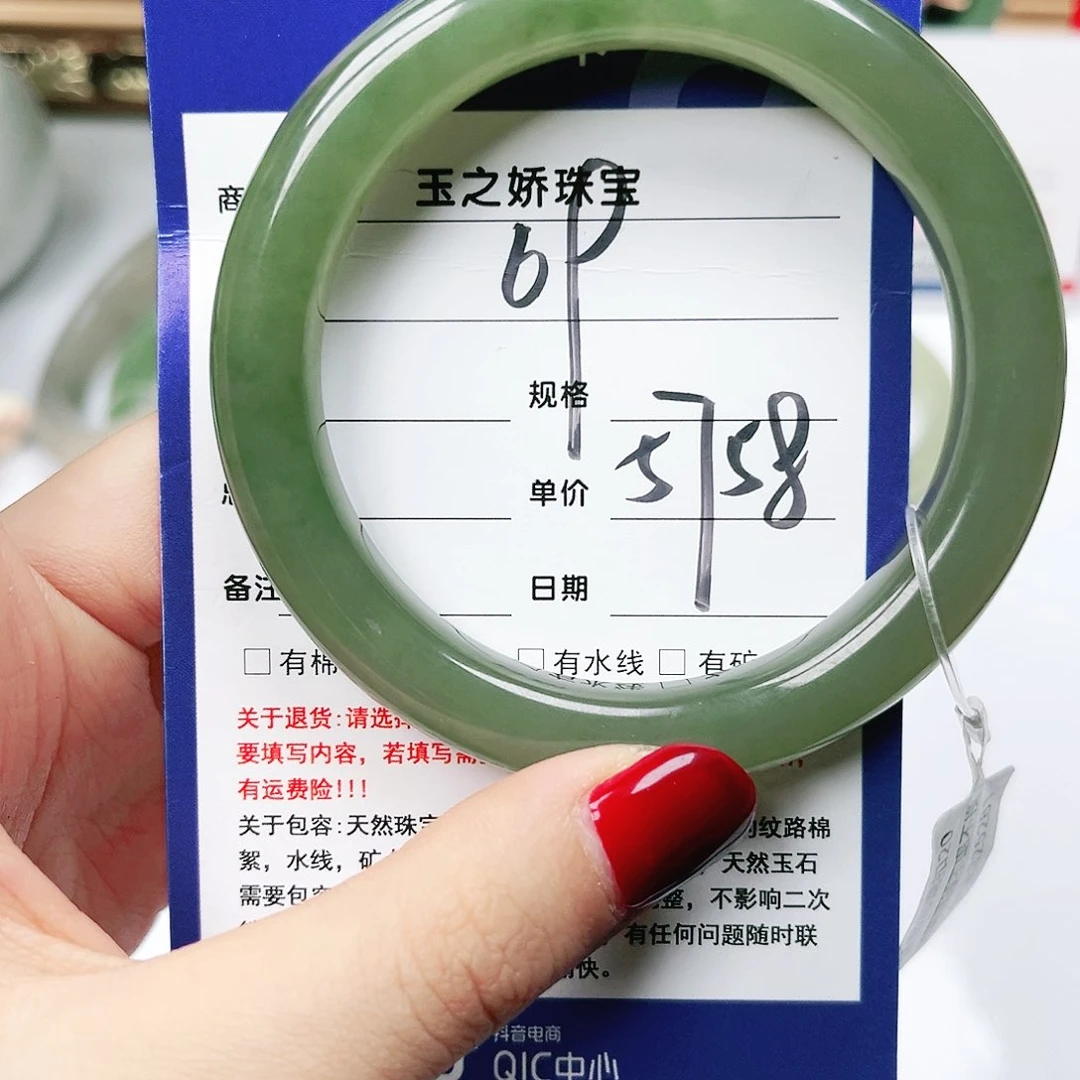 商
玉之娇珠宝
规格
单价
5758
备注
日期
□有棉
□有水线
□有矿
关于退货:请选择
要填写内容，若填写需
有运费险!!!
关于包容:天然珠宝 的纹路棉
絮，水线，矿 ，天然玉石
需要包容 整，不影响二次
有任何问题随时联
愉快。
抖音电商
QIC中心